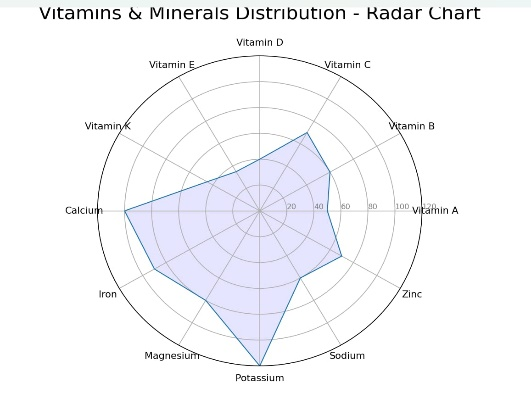 Vitamins & Minerals Distribution - Radar Chart
Vitamin D
Vitamin E
Vitamin C
Vitamin K
Vitamin B
Calcium
20
40
60
80
100
120
Vitamin A
Iron
Zinc
Magnesium
Sodium
Potassium